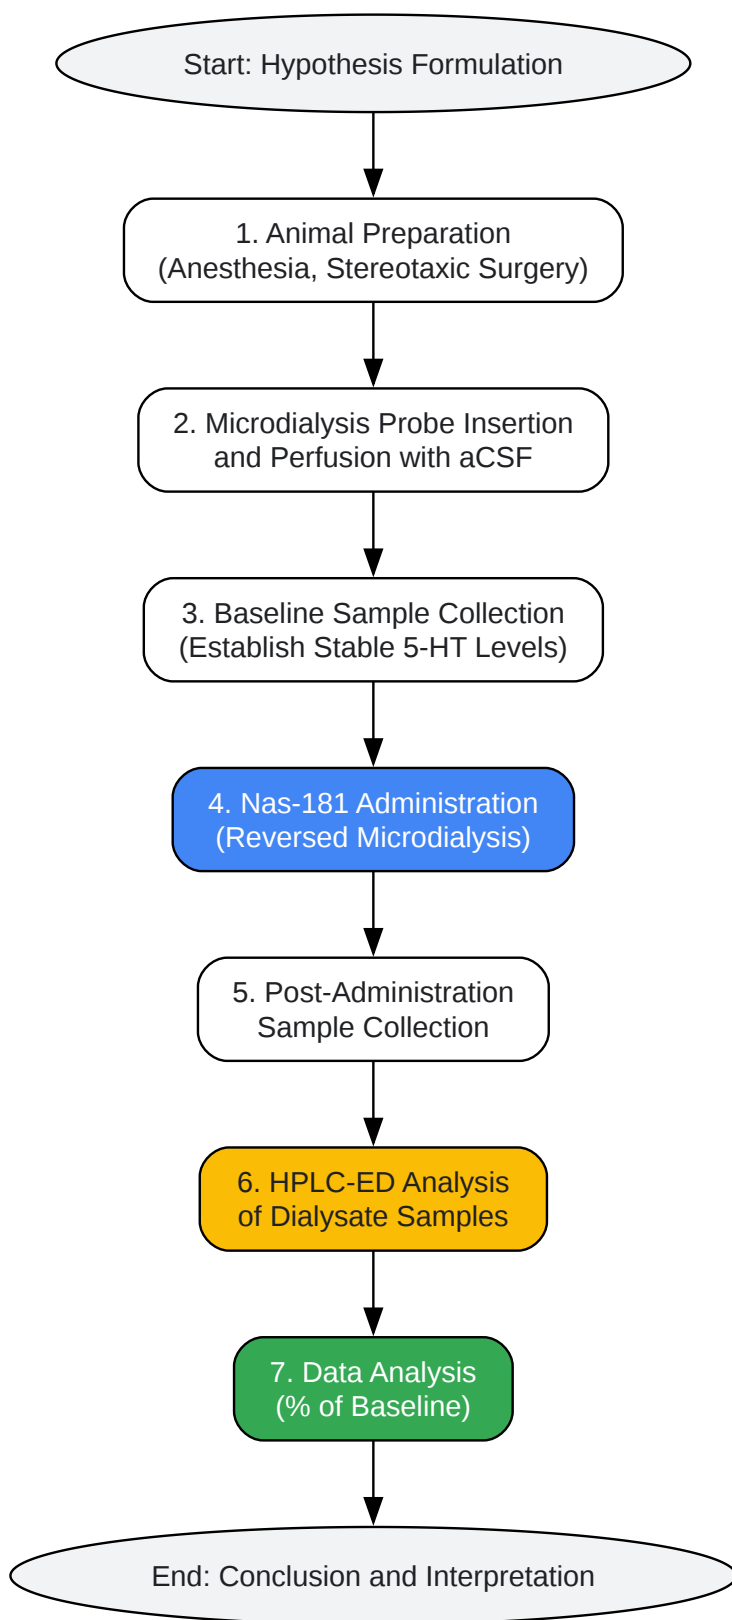 Start: Hypothesis Formulation
1. Animal Preparation
(Anesthesia, Stereotaxic Surgery)
2. Microdialysis Probe Insertion
and Perfusion with aCSF
3. Baseline Sample Collection
(Establish Stable 5-HT Levels)
4. Nas-181 Administration
(Reversed Microdialysis)
5. Post-Administration
Sample Collection
6. HPLC-ED Analysis
of Dialysate Samples
7. Data Analysis
(% of Baseline)
End: Conclusion and Interpretation